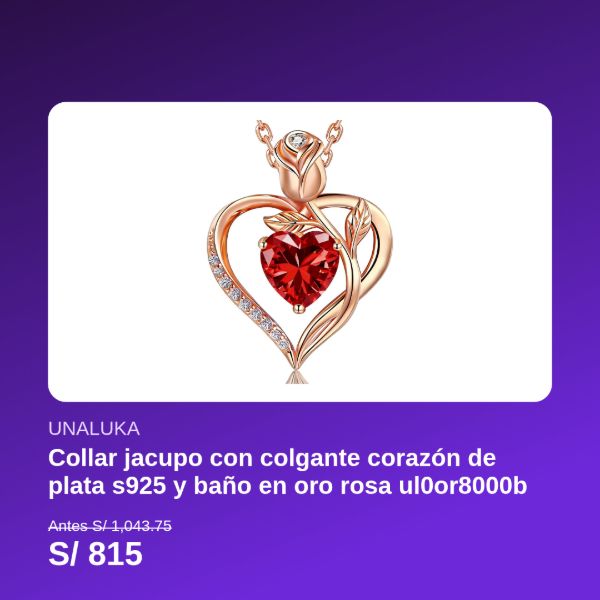 UNALUKA
Collar jacupo con colgante corazón de
plata s925 y baño en oro rosa ul0or8000b
Antes S/ 1,043.75
S/ 815